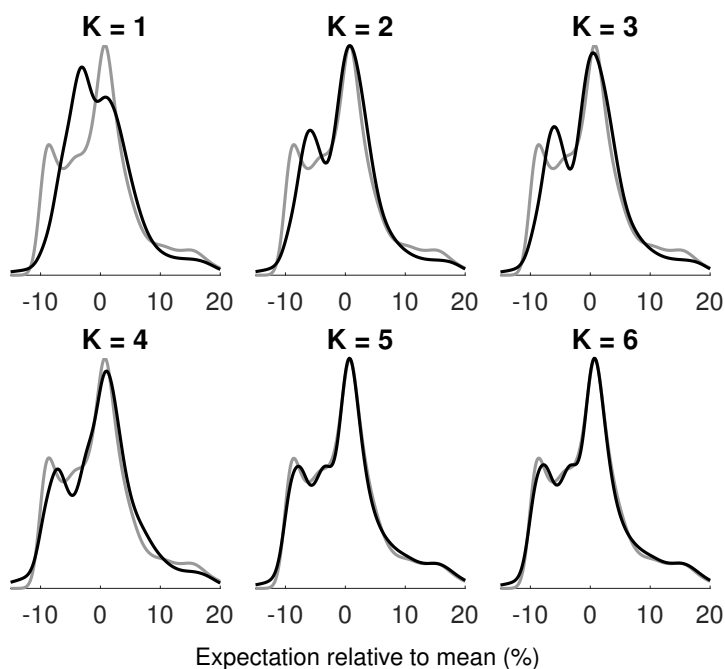 K = 1 K = 2 K = 3
-10 0 10 20 -10 0 10 20 -10 0 10 20
K = 4 K = 5 K = 6
-10 0 10 20 -10 0 10 20 -10 0 10 20
Expectation relative to mean (%)